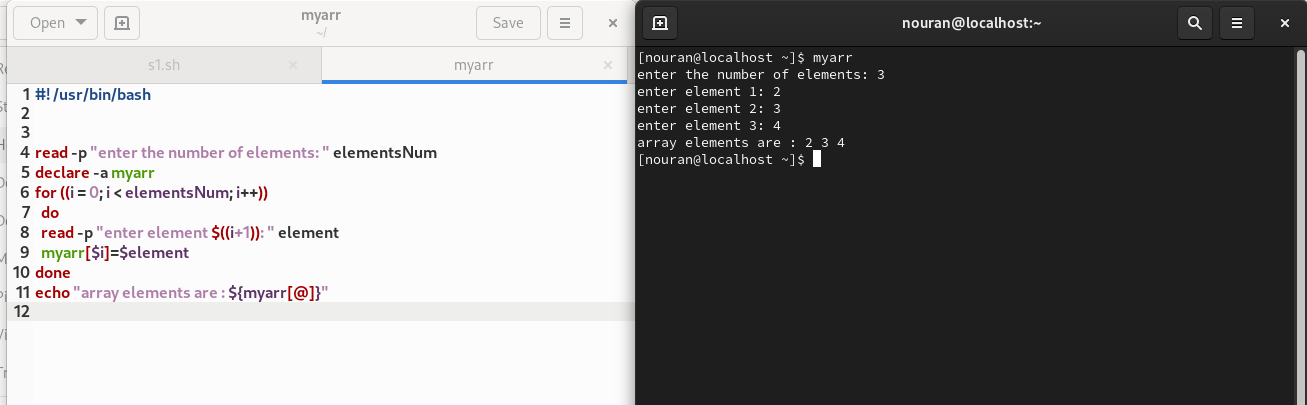 Open
myarr
~/
Save
s1.sh
myarr
1 #!/usr/bin/bash
2
3
4 read -p "enter the number of elements: " elementsNum
5 declare -a myarr
6 for ((i = 0; i < elementsNum; i++))
7 do
8 read -p "enter element $((i+1)): " element
9 myarr[$i]=$element
10 done
11 echo "array elements are : ${myarr[@]}"
12
nouran@localhost:~
[nouran@localhost ~]$ myarr
enter the number of elements: 3
enter element 1: 2
enter element 2: 3
enter element 3: 4
array elements are : 2 3 4
[nouran@localhost ~]$